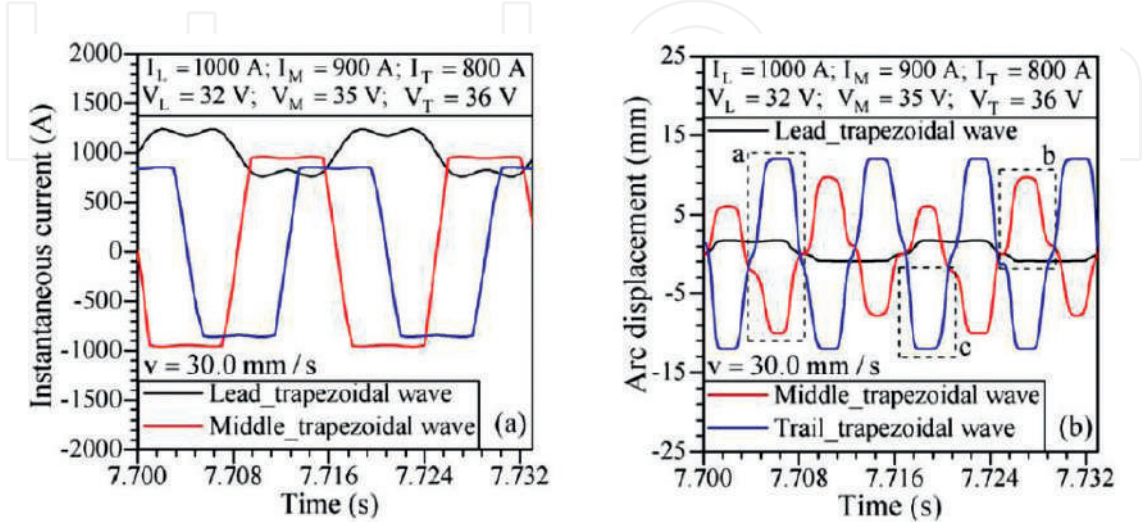 2000
1500
1000
500
0
-500
-1000
-1500
-2000
Instantaneous current (A)
I_L = 1000 A; I_M = 900 A; I_T = 800 A
V_L = 32 V; V_M = 35 V; V_T = 36 V
v = 30.0 mm / s
Lead_trapezoidal wave
Middle_trapezoidal wave
(a)
7.700 7.708 7.716 7.724 7.732
Time (s)
25
15
5
-5
-15
-25
Arc displacement (mm)
I_L = 1000 A; I_M = 900 A; I_T = 800 A
V_L = 32 V; V_M = 35 V; V_T = 36 V
Lead_trapezoidal wave
a
b
c
v = 30.0 mm / s
Middle_trapezoidal wave
Trail_trapezoidal wave
(b)
7.700 7.708 7.716 7.724 7.732
Time (s)